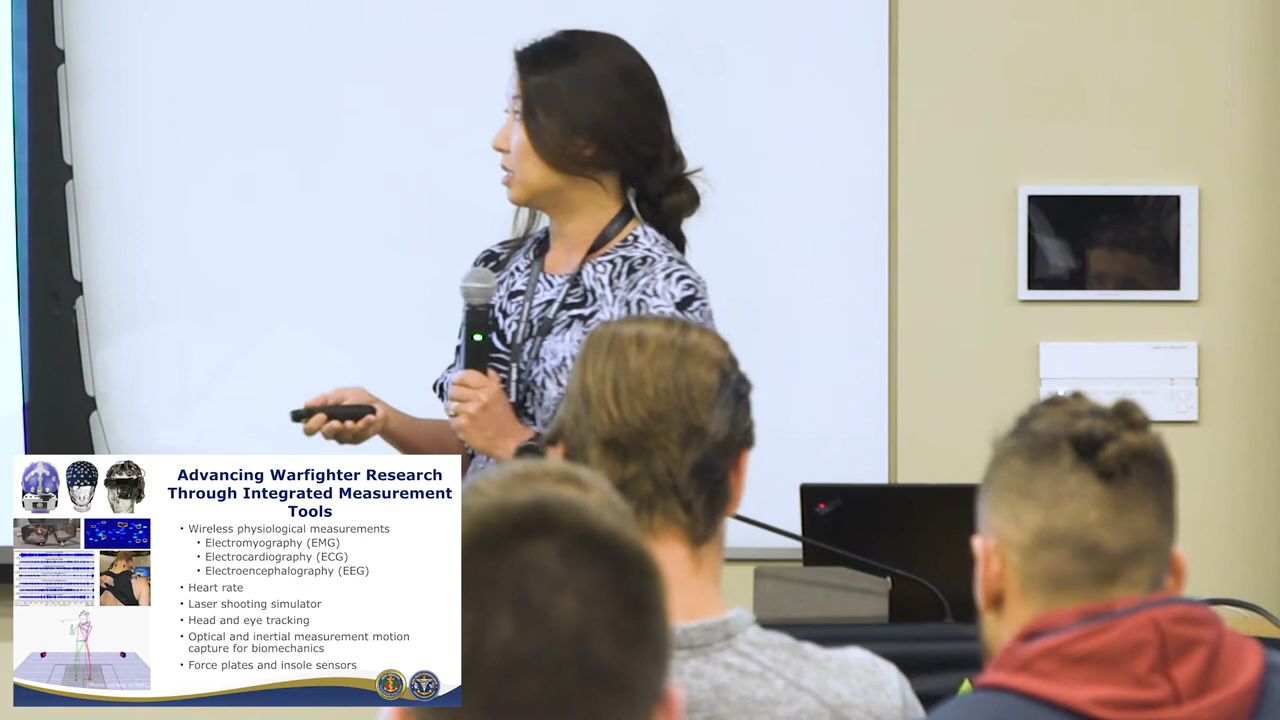 Advancing Warfighter Research
Through Integrated Measurement
Tools
• Wireless physiological measurements
• Electromyography (EMG)
• Electrocardiography (ECG)
• Electroencephalography (EEG)
• Heart rate
• Laser shooting simulator
• Head and eye tracking
• Optical and inertial measurement motion
capture for biomechanics
• Force plates and insole sensors